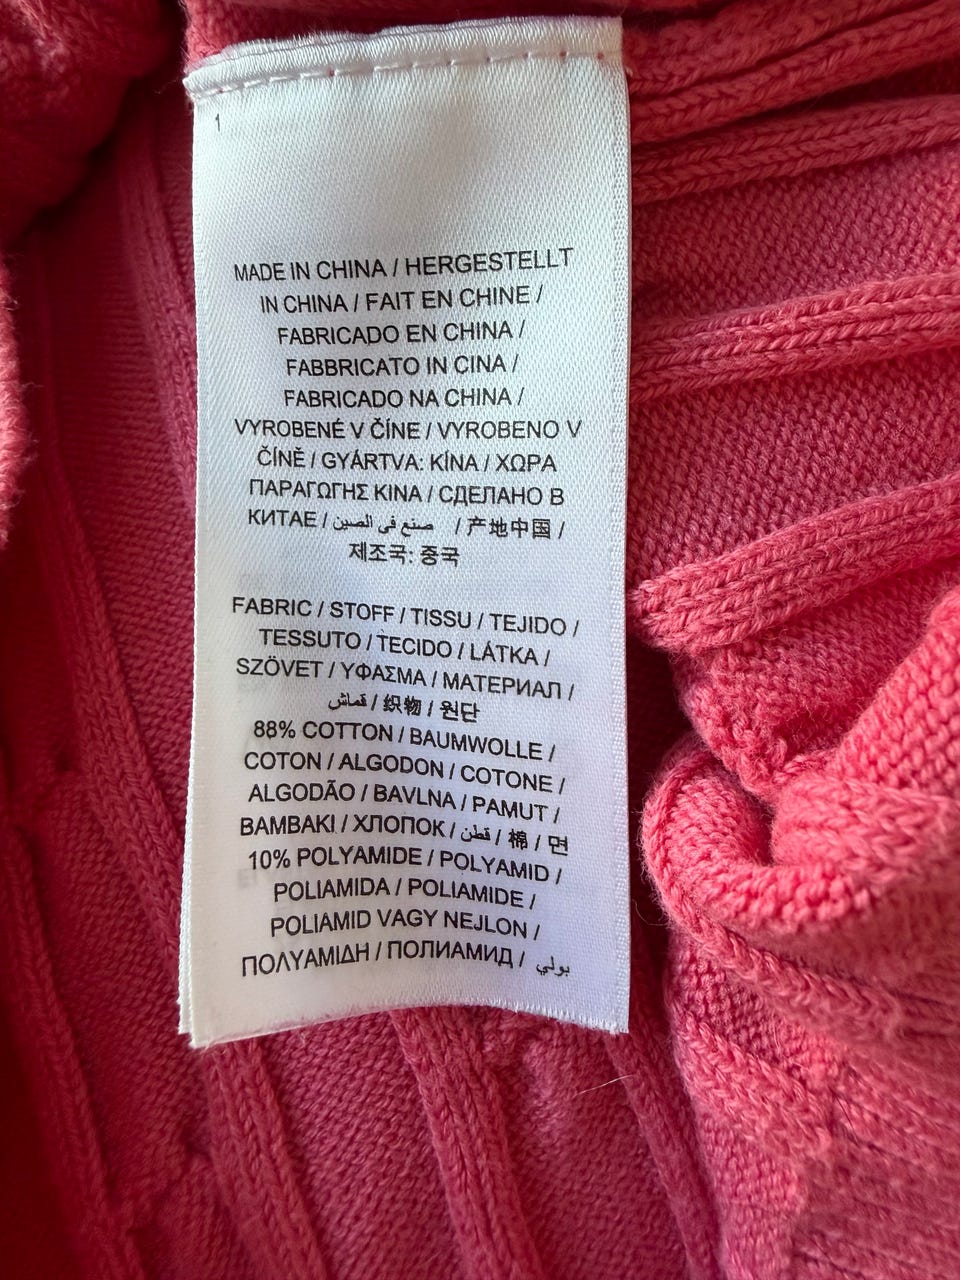 1
MADE IN CHINA / HERGESTELLT
IN CHINA / FAIT EN CHINE /
FABRICADO EN CHINA /
FABBRICATO IN CINA /
FABRICADO NA CHINA /
VYROBENÉ V ČÍNE / VYROBENO V
ČÍNĚ / GYÁRTVA: KÍNA / ΧΩΡΑ
ΠΑΡΑΓΩΓΗΣ ΚΙΝΑ / СДЕЛАНО В
КИТАЕ / صنع في الصين / 产地中国 /
제조국: 중국
FABRIC / STOFF / TISSU / TEJIDO /
TESSUTO / TECIDO / LÁTKA /
SZÖVET / ΥΦΑΣΜΑ / МАТЕРИАЛ /
قماش / 织物 / 원단
88% COTTON / BAUMWOLLE /
COTON / ALGODON / COTONE /
ALGODÃO / BAVLNA / PAMUT /
ΒΑΜΒΑΚΙ / ХЛОПОК / قطن / 棉 / 면
10% POLYAMIDE / POLYAMID /
POLIAMIDA / POLIAMIDE /
POLIAMID VAGY NEJLON /
ΠΟΛΥΑΜΙΔΗ / ПОЛИАМИД / بولي